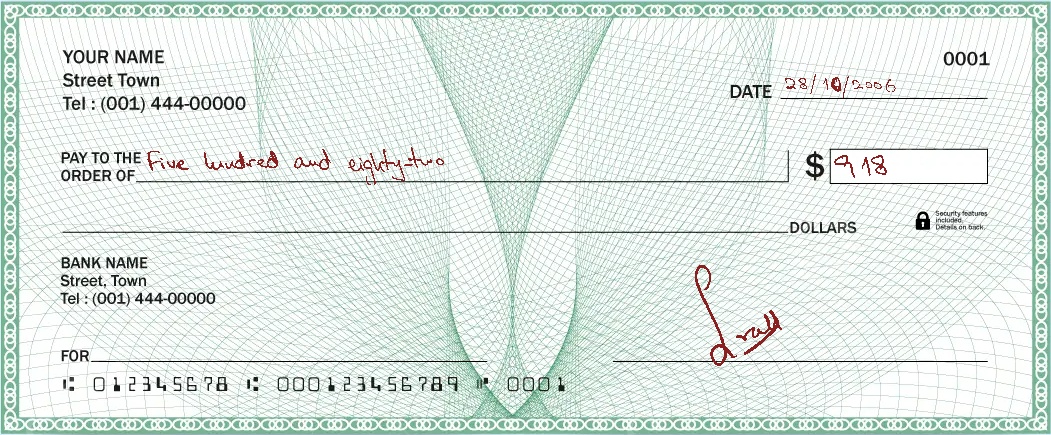 YOUR NAME
0001
Street Town
Tel : (001) 444-00000
DATE 28/10/2006
PAY TO THE ORDER OF Five hundred and eighty-two
$ 918
DOLLARS
Security features
included.
Details on back.
BANK NAME
Street, Town
Tel : (001) 444-00000
FOR
⑆ 012345678 ⑆ 000123456789 ⑈ 0001